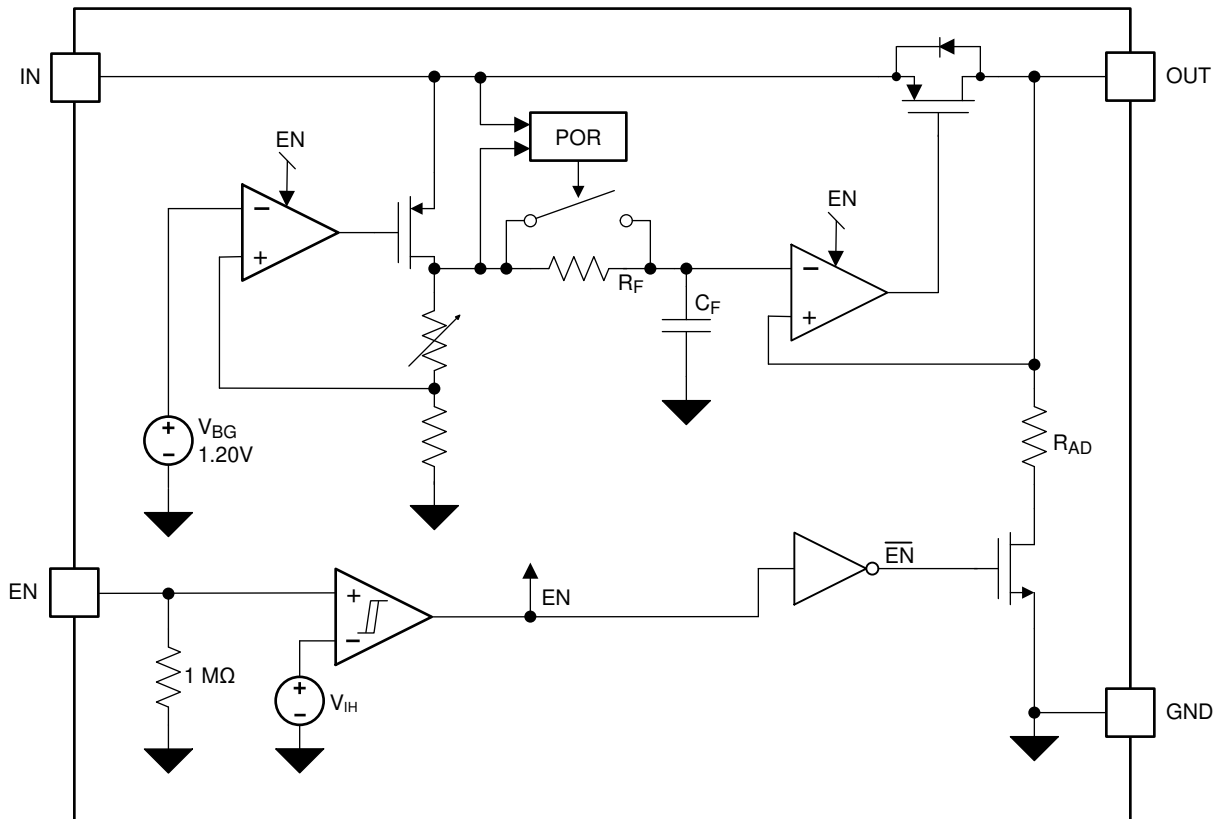 IN
OUT
POR
EN
EN
−
+
−
+
R_F
C_F
+
−
V_BG
1.20V
R_AD
EN
+
−
EN
E̅N̅
1 MΩ
+
−
V_IH
GND